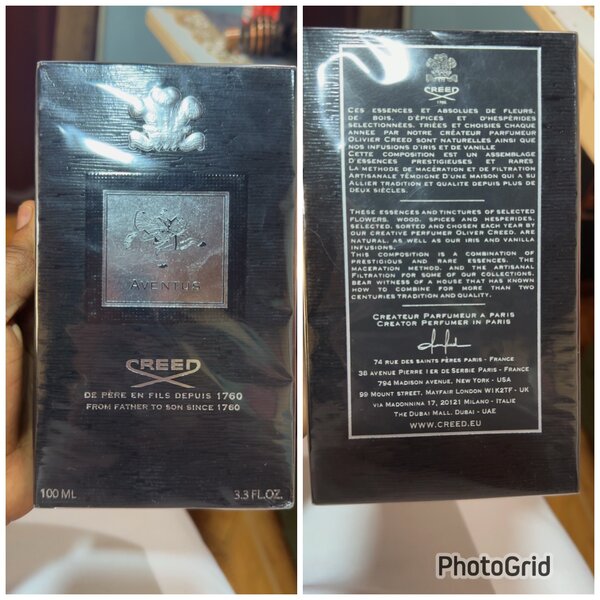 AVENTUS
CREED
DE PÈRE EN FILS DEPUIS 1760
FROM FATHER TO SON SINCE 1760
100 ML 3.3 FL.OZ.
CREED
1760
CES ESSENCES ET ABSOLUES DE FLEURS,
DE BOIS, D'ÉPICES ET D'HESPÉRIDES
SELECTIONNÉES, TRIÉES ET CHOISIES CHAQUE
ANNÉE PAR NOTRE CRÉATEUR PARFUMEUR
OLIVIER CREED SONT NATURELLES AINSI QUE
NOS INFUSIONS D'IRIS ET DE VANILLE
CETTE COMPOSITION EST UN ASSEMBLAGE
D'ESSENCES PRESTIGIEUSES ET RARES
LA METHODE DE MACÉRATION ET DE FILTRATION
ARTISANALE TÉMOIGNE D'UNE MAISON QUI A SU
ALLIER TRADITION ET QUALITE DEPUIS PLUS DE
DEUX SIÈCLES.
THESE ESSENCES AND TINCTURES OF SELECTED
FLOWERS, WOOD, SPICES AND HESPERIDES,
SELECTED, SORTED AND CHOSEN EACH YEAR BY
OUR CREATIVE PERFUMER OLIVER CREED, ARE
NATURAL, AS WELL AS OUR IRIS AND VANILLA
INFUSIONS.
THIS COMPOSITION IS A COMBINATION OF
PRESTIGIOUS AND RARE ESSENCES. THE
MACERATION METHOD, AND THE ARTISANAL
FILTRATION FOR SOME OF OUR COLLECTIONS,
BEAR WITNESS OF A HOUSE THAT HAS KNOWN
HOW TO COMBINE FOR MORE THAN TWO
CENTURIES TRADITION AND QUALITY.
CREATEUR PARFUMEUR A PARIS
CREATOR PERFUMER IN PARIS
74 RUE DES SAINTS PÈRES PARIS - FRANCE
38 AVENUE PIERRE 1ER DE SERBIE PARIS - FRANCE
794 MADISON AVENUE, NEW YORK - USA
99 MOUNT STREET, MAYFAIR LONDON W1K2TF - UK
VIA MADONNINA 17, 20121 MILANO - ITALIE
THE DUBAI MALL, DUBAI - UAE
WWW.CREED.EU
PhotoGrid